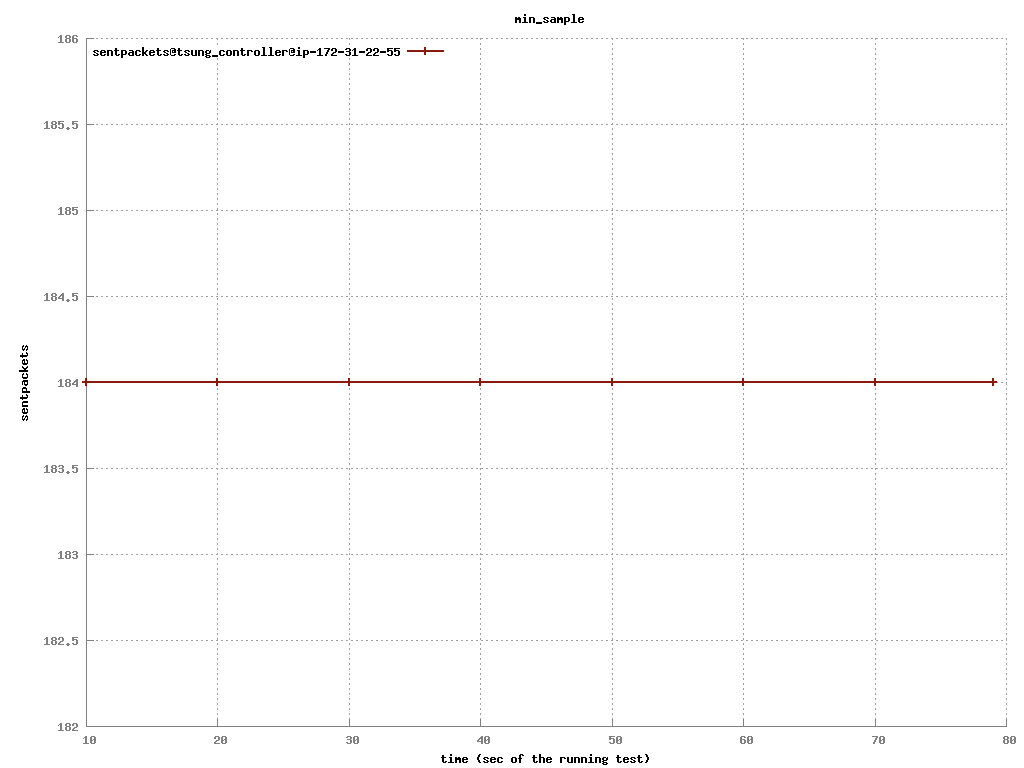 min_sample
sentpackets@tsung_controller@ip-172-31-22-55
186
185.5
185
184.5
184
183.5
183
182.5
182
sentpackets
10 20 30 40 50 60 70 80
time (sec of the running test)